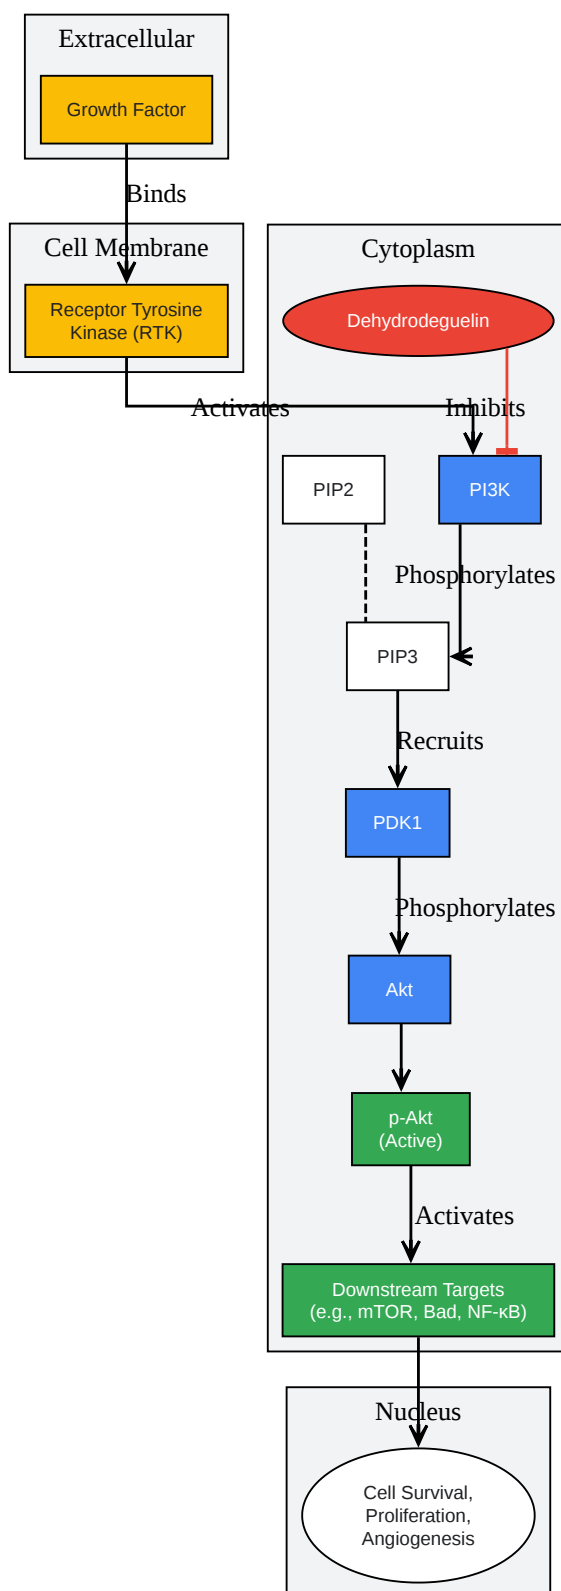 Extracellular
Growth Factor
Binds
Cell Membrane
Cytoplasm
Receptor Tyrosine
Kinase (RTK)
Dehydrodeguelin
Activates
Inhibits
PIP2
PI3K
Phosphorylates
PIP3
Recruits
PDK1
Phosphorylates
Akt
p-Akt
(Active)
Activates
Downstream Targets
(e.g., mTOR, Bad, NF-κB)
Nucleus
Cell Survival,
Proliferation,
Angiogenesis